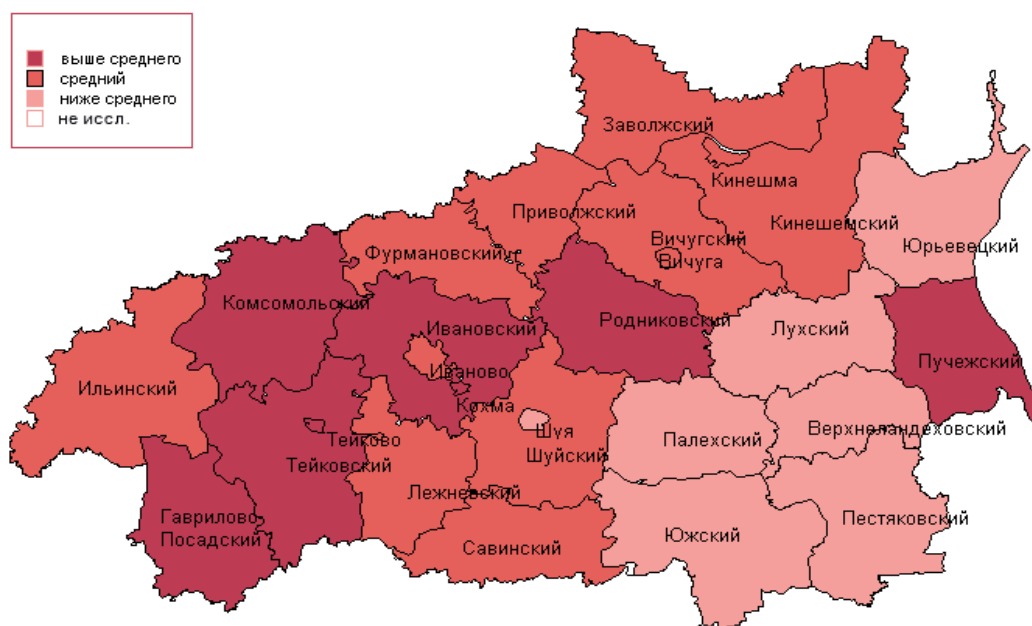 выше среднего
средний
ниже среднего
не иссл.
Заволжский
Кинешма
Приволжский
Кинешемский
Вичугский
Вичуга
Юрьевецкий
Фурмановский
Комсомольский
Ивановский
Родниковский
Лухский
Пучежский
Иваново
Ильинский
Кохма
Шуя
Тейково
Палехский
Верхнеландеховский
Шуйский
Тейковский
Лежневский
Гаврилово-
Посадский
Пестяковский
Южский
Савинский